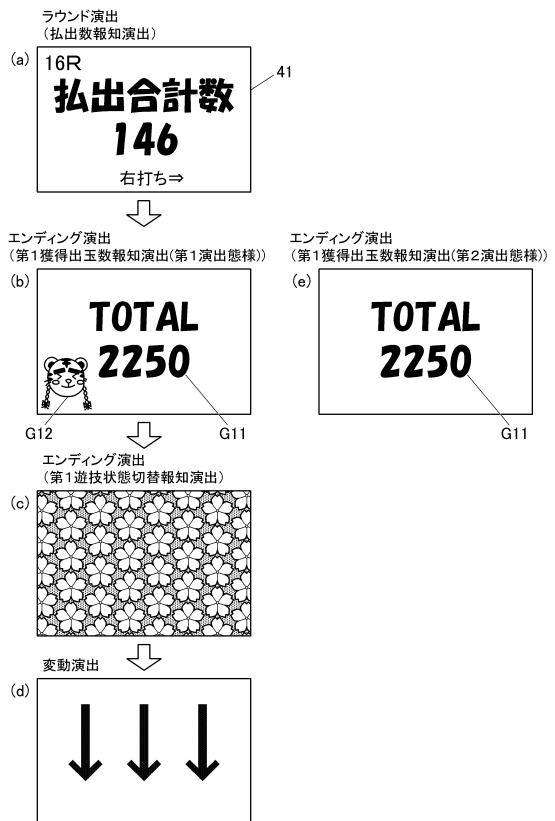 ラウンド演出
（払出数報知演出）
(a)
16R
払出合計数
146
右打ち⇒
41
エンディング演出
（第1獲得出玉数報知演出(第1演出態様)）
(b)
TOTAL
2250
G12
G11
エンディング演出
（第1獲得出玉数報知演出(第2演出態様)）
(e)
TOTAL
2250
G11
エンディング演出
（第1遊技状態切替報知演出）
(c)
変動演出
(d)